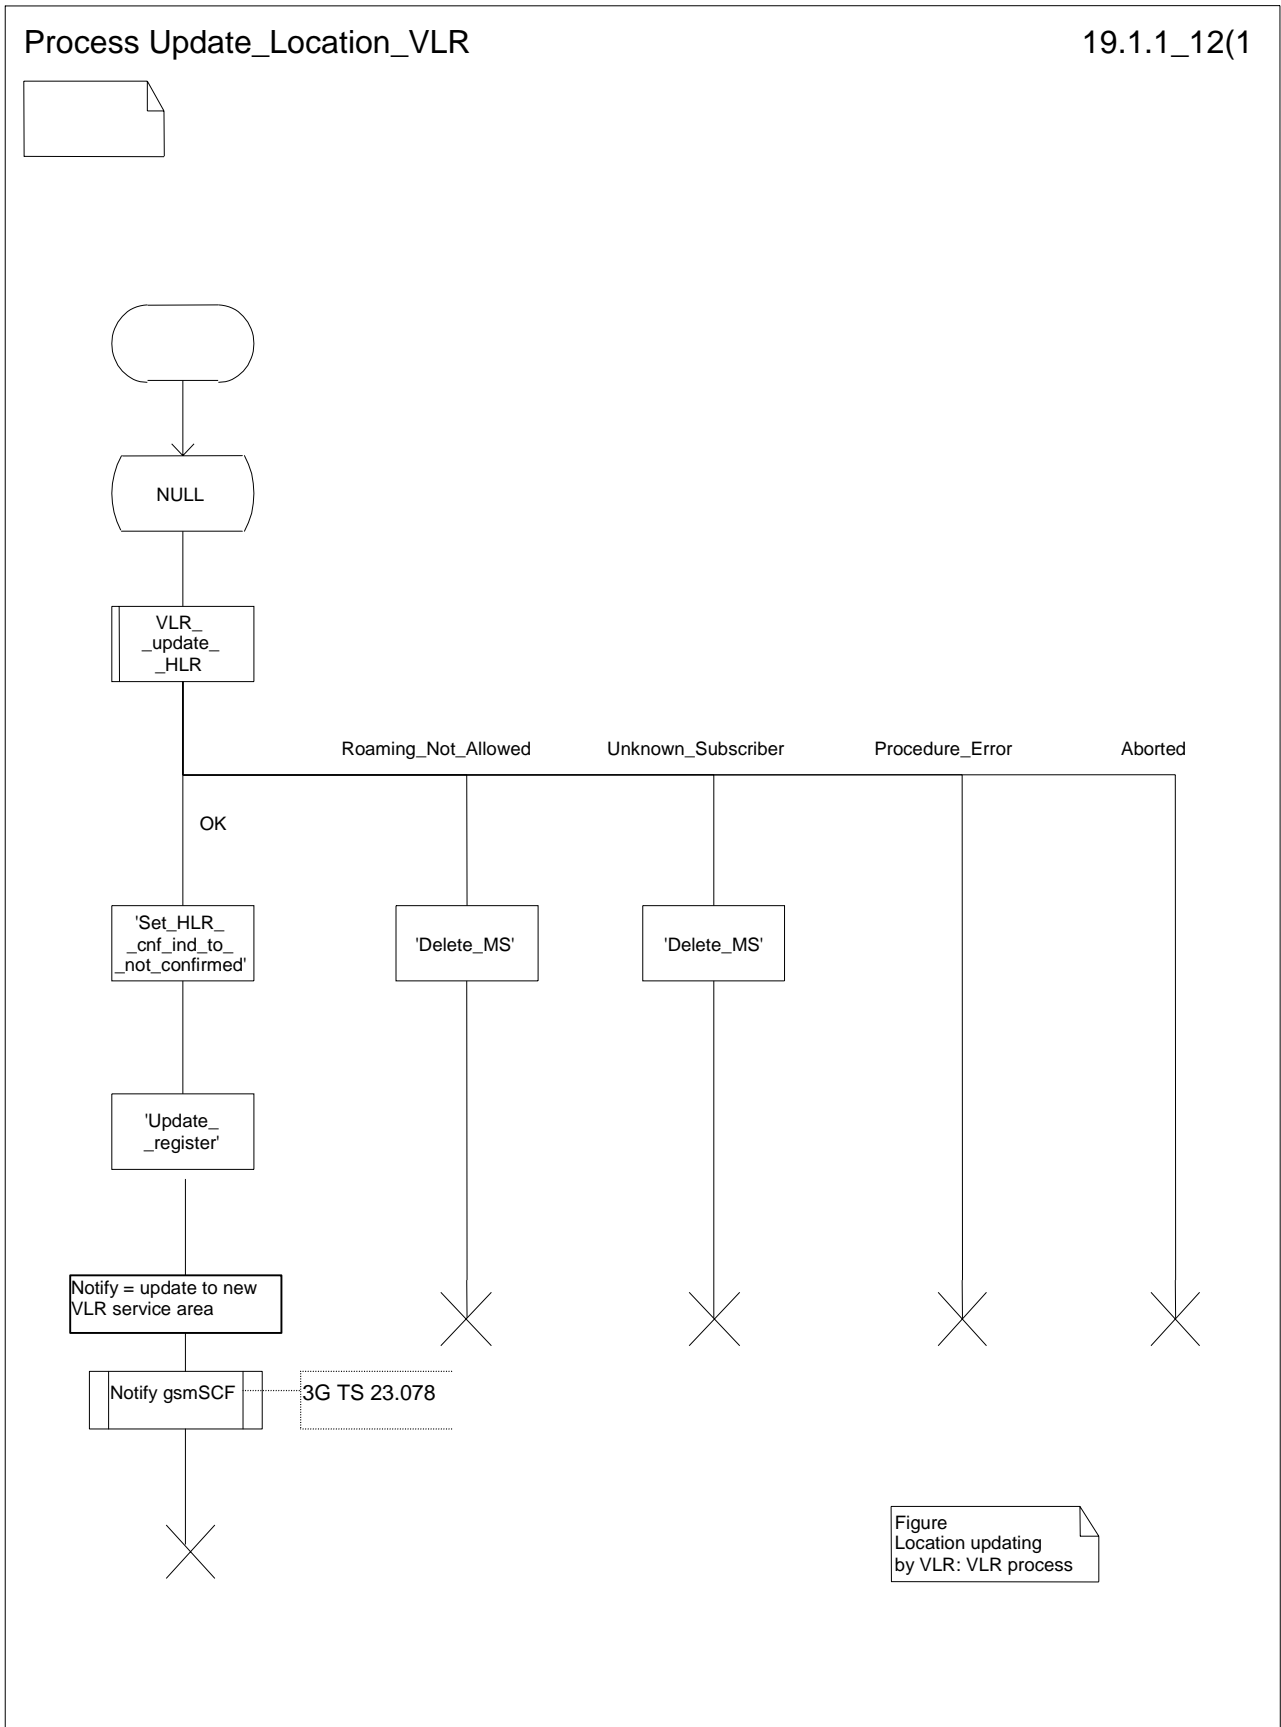 Process Update_Location_VLR
19.1.1_12(1
NULL
VLR_
_update_
_HLR
Roaming_Not_Allowed
Unknown_Subscriber
Procedure_Error
Aborted
OK
'Set_HLR_
_cnf_ind_to_
_not_confirmed'
'Delete_MS'
'Delete_MS'
'Update_
_register'
Notify = update to new
VLR service area
Notify gsmSCF
3G TS 23.078
Figure
Location updating
by VLR: VLR process